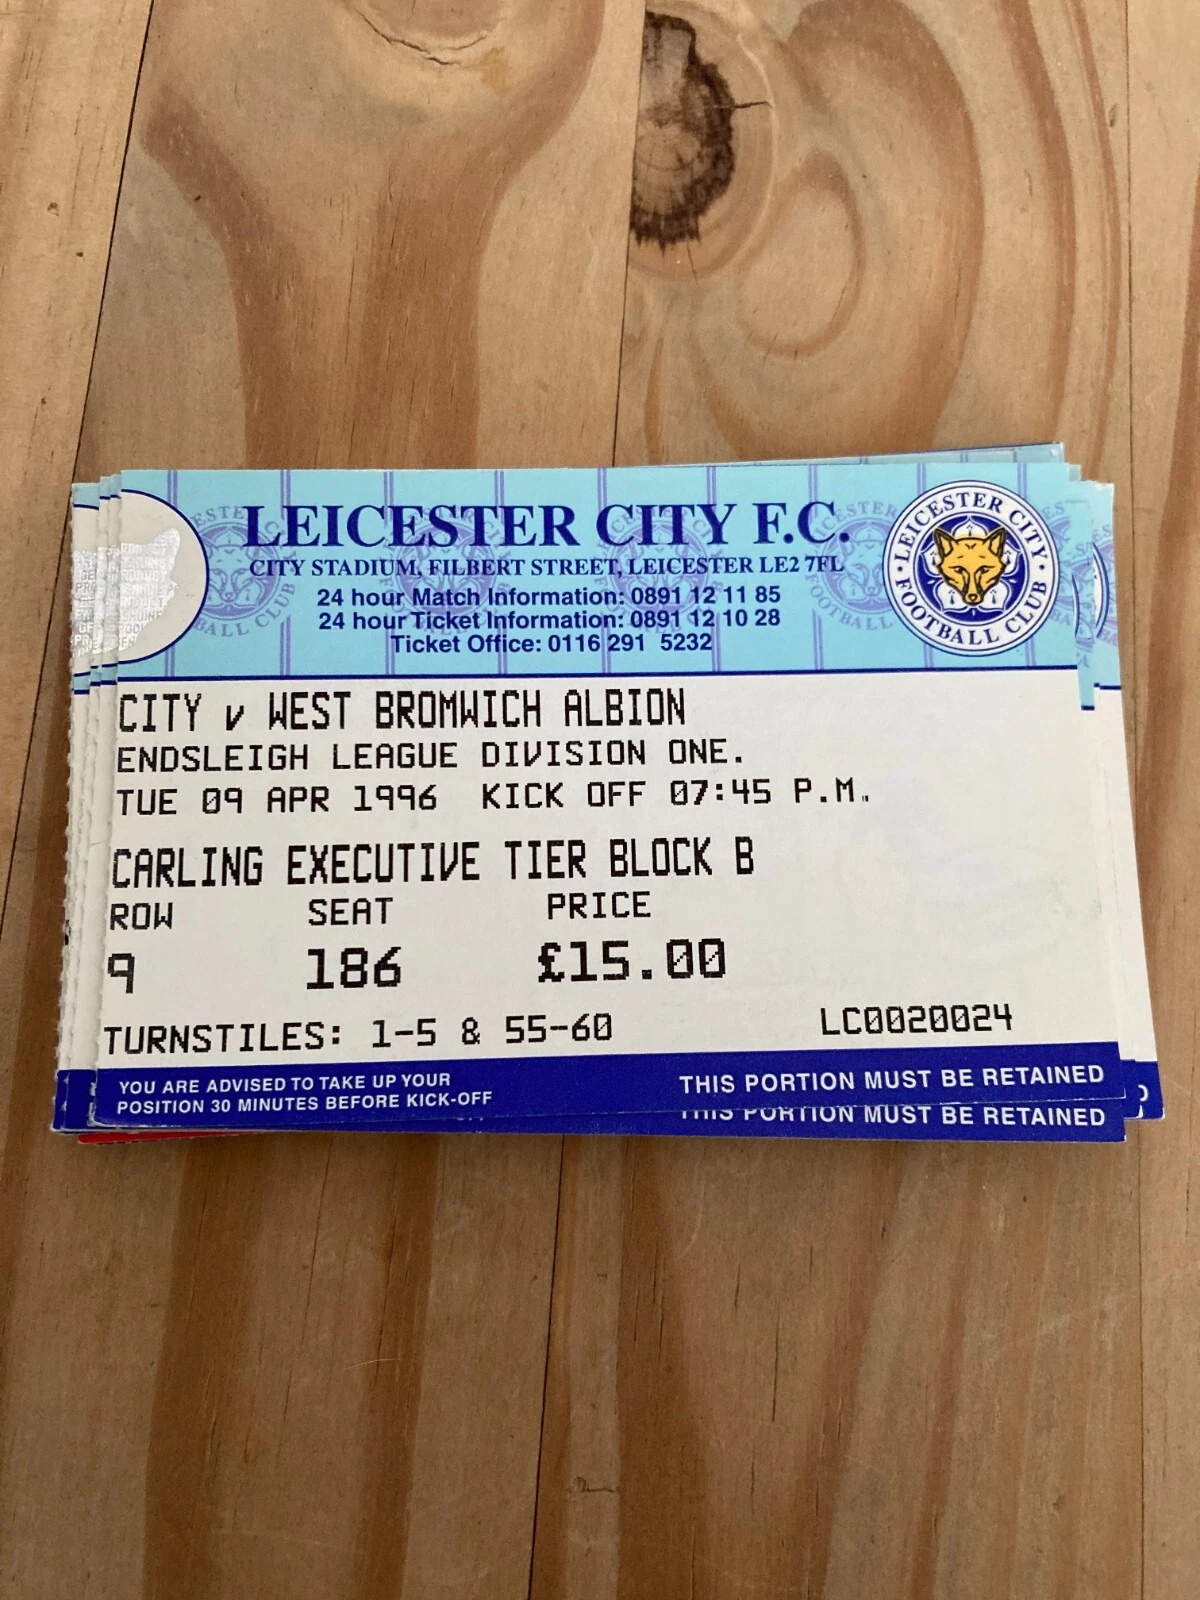 LEICESTER CITY F.C.
CITY STADIUM, FILBERT STREET, LEICESTER LE2 7FL
24 hour Match Information: 0891 12 11 85
24 hour Ticket Information: 0891 12 10 28
Ticket Office: 0116 291 5232
LEICESTER CITY
FOOTBALL CLUB
CITY v WEST BROMWICH ALBION
ENDSLEIGH LEAGUE DIVISION ONE.
TUE 09 APR 1996 KICK OFF 07:45 P.M.
CARLING EXECUTIVE TIER BLOCK B
ROW SEAT PRICE
9 186 £15.00
TURNSTILES: 1-5 & 55-60 LC0020024
YOU ARE ADVISED TO TAKE UP YOUR
POSITION 30 MINUTES BEFORE KICK-OFF
THIS PORTION MUST BE RETAINED
THIS PORTION MUST BE RETAINED